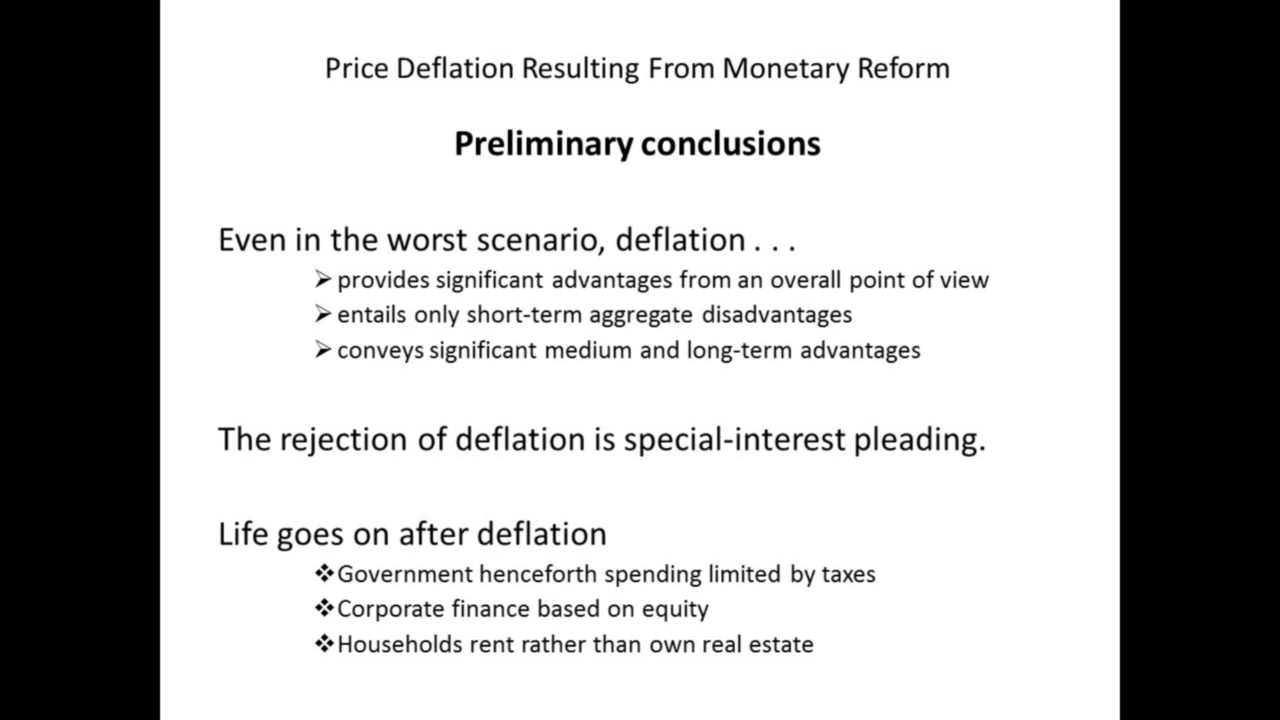 Price Deflation Resulting From Monetary Reform
Preliminary conclusions
Even in the worst scenario, deflation . . .
➢ provides significant advantages from an overall point of view
➢ entails only short-term aggregate disadvantages
➢ conveys significant medium and long-term advantages
The rejection of deflation is special-interest pleading.
Life goes on after deflation
❖Government henceforth spending limited by taxes
❖Corporate finance based on equity
❖Households rent rather than own real estate